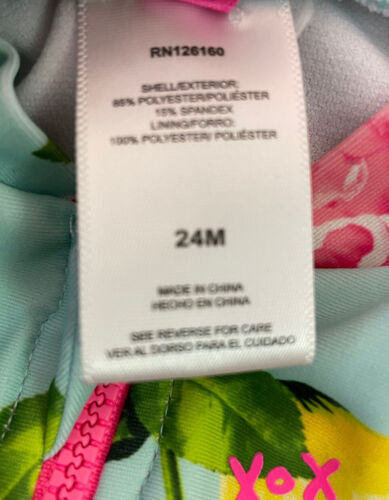 RN126160
SHELL/EXTERIOR:
85% POLYESTER/POLIÉSTER
15% SPANDEX
LINING/FORRO:
100% POLYESTER/ POLIÉSTER
24M
MADE IN CHINA
HECHO EN CHINA
SEE REVERSE FOR CARE
VER AL DORSO PARA EL CUIDADO
xox